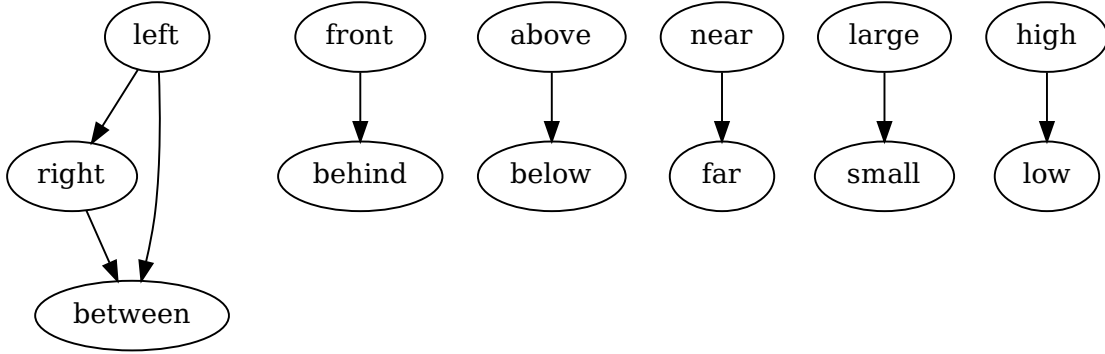 left front above near large high
right behind below far small low
between